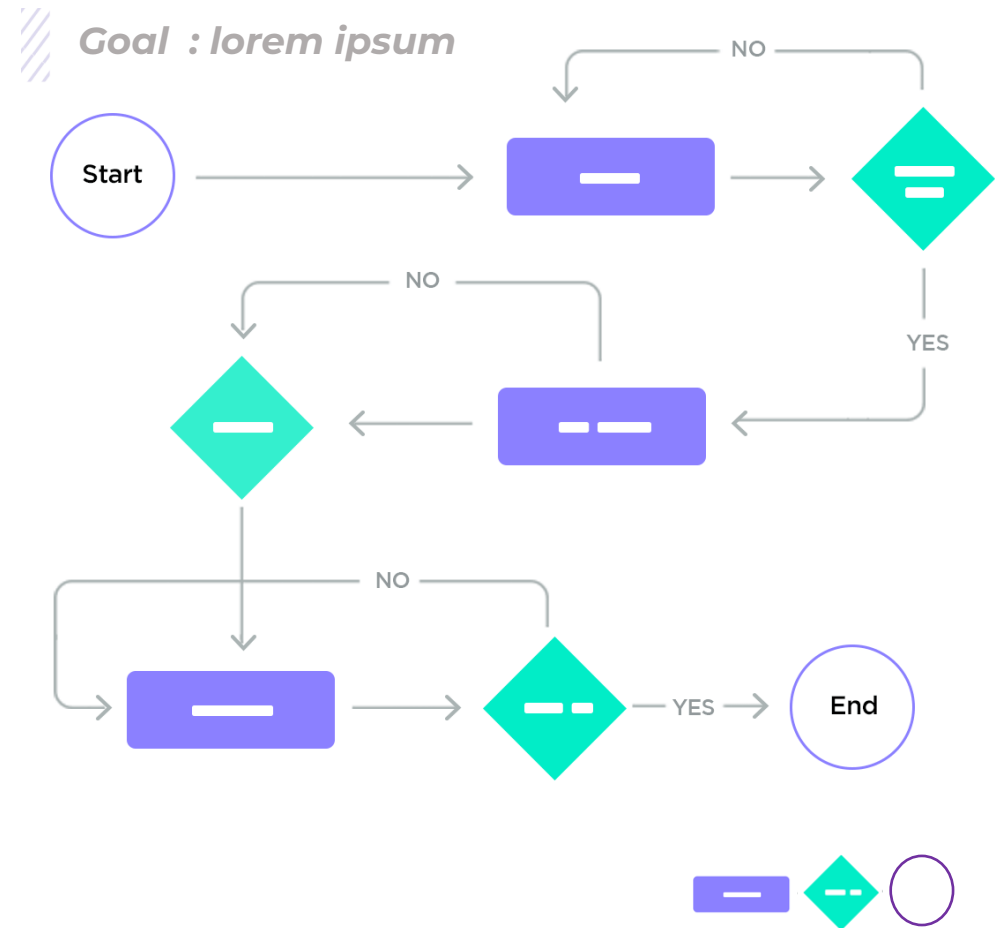 Goal : lorem ipsum
NO
Start
NO
YES
NO
YES
End